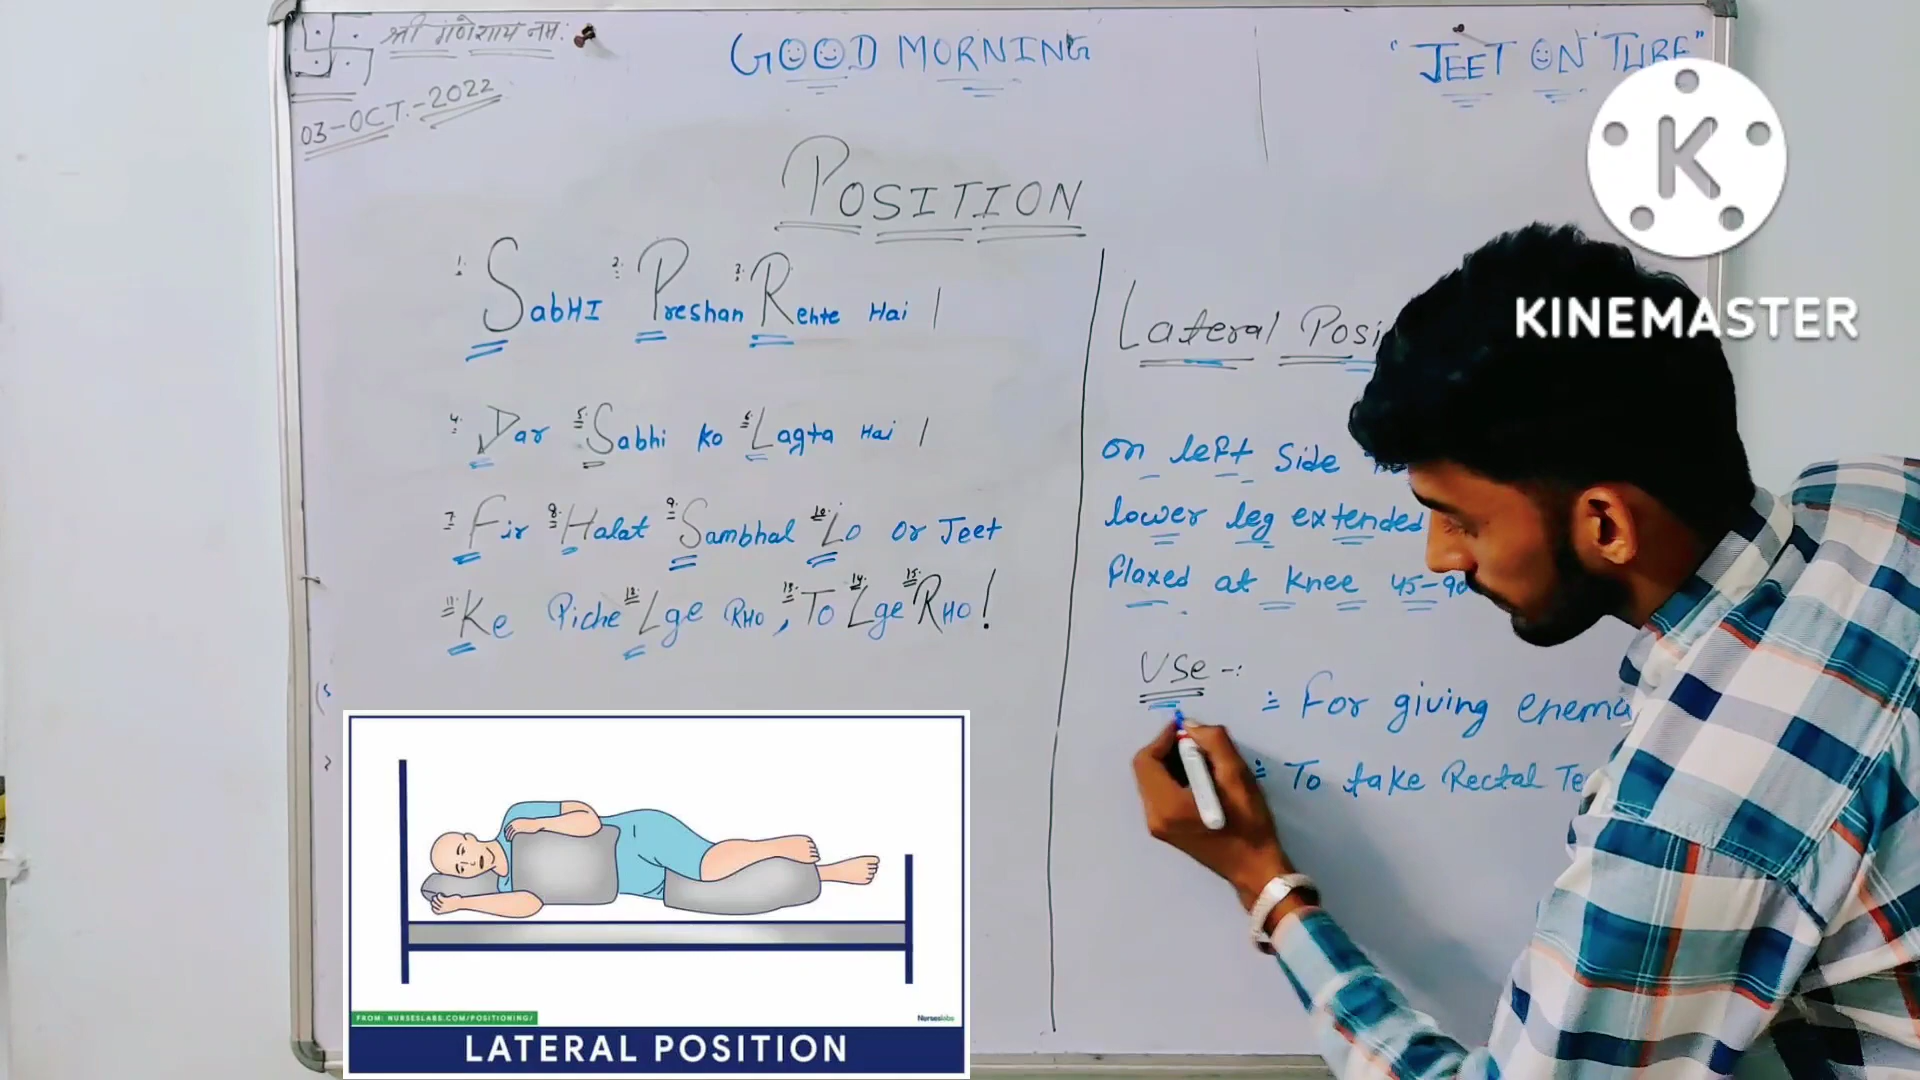 श्री गणेशाय नमः
03-OCT.-2022
GOOD MORNING
"JEET ON TUBE"
POSITION
1. SabHI 2. Preshan 3. Rehte Hai |
4. Dar 5. Sabhi ko 6. Lagta Hai |
7. Fir 8. Halat 9. Sambhal 10. Lo or Jeet
11. Ke Piche 12. Lge RHO, 13. To 14. Lge 15. RHO!
Lateral Posi
on left Side
lower leg extended
flaxed at Knee 45-90
USe -:
= For giving enema
= To take Rectal Te
K
KINEMASTER
FROM: NURSESLABS.COM/POSITIONING/
Nurseslabs
LATERAL POSITION